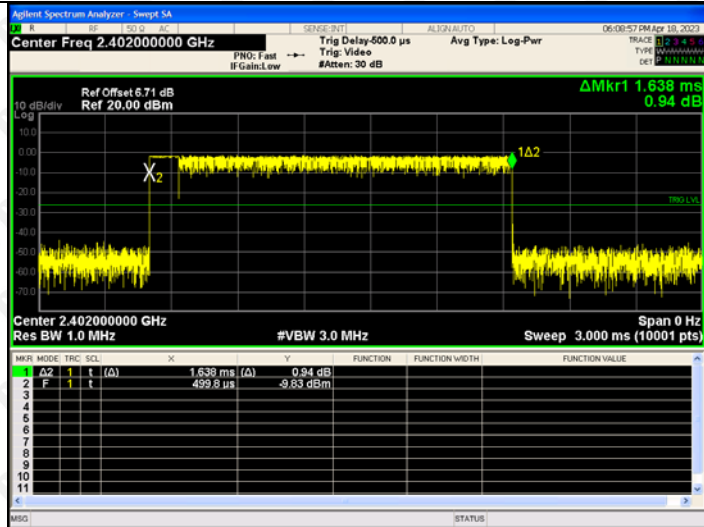 Agilent Spectrum Analyzer - Swept SA
R RF 50 Ω AC SENSE:INT ALIGN AUTO 06:08:57 PM Apr 18, 2023
Center Freq 2.402000000 GHz Trig Delay-500.0 µs Avg Type: Log-Pwr TRACE 1 2 3 4 5 6
PNO: Fast Trig: Video TYPE W
IFGain:Low #Atten: 30 dB DET P N N N N N
ΔMkr1 1.638 ms
0.94 dB
Ref Offset 6.71 dB
10 dB/div Ref 20.00 dBm
Log
10.0
0.00
-10.0
-20.0
-30.0
-40.0
-50.0
-60.0
-70.0
1Δ2
X2
TRIG LVL
Center 2.402000000 GHz Span 0 Hz
Res BW 1.0 MHz #VBW 3.0 MHz Sweep 3.000 ms (10001 pts)
MKR MODE TRC SCL X Y FUNCTION FUNCTION WIDTH FUNCTION VALUE
1 Δ2 1 t (Δ) 1.638 ms (Δ) 0.94 dB
2 F 1 t 499.8 µs -9.83 dBm
3
4
5
6
7
8
9
10
11
MSG STATUS